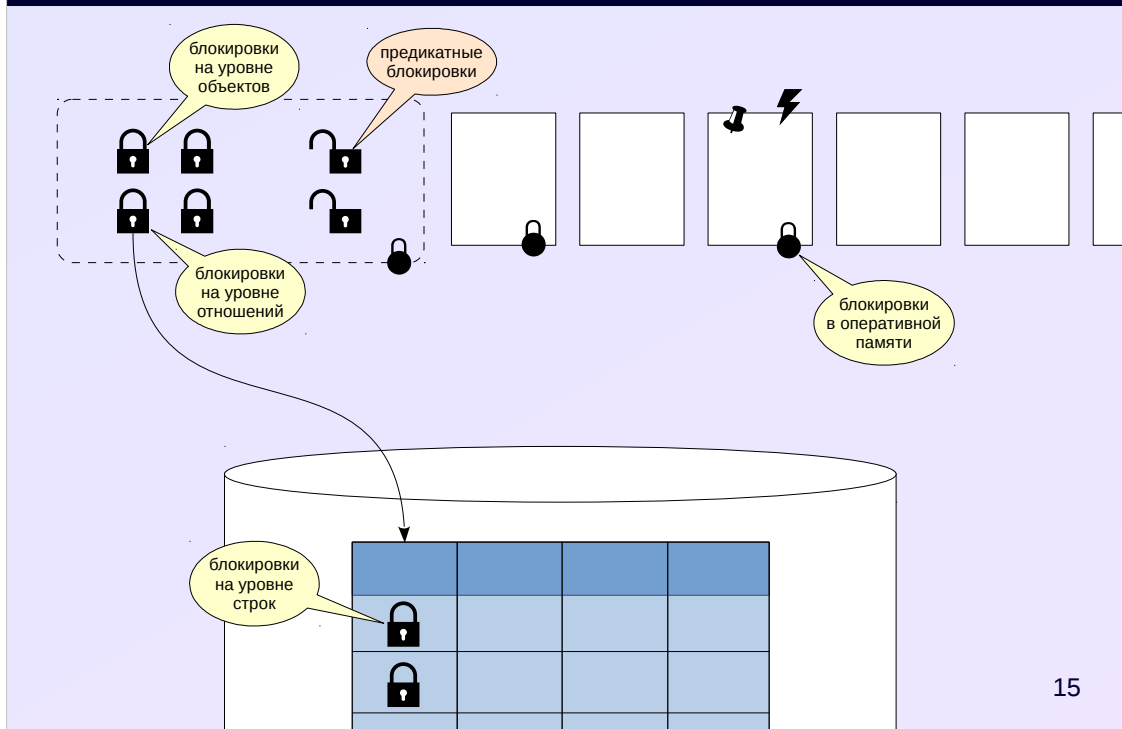 блокировки
на уровне
объектов
предикатные
блокировки
блокировки
на уровне
отношений
блокировки
в оперативной
памяти
блокировки
на уровне
строк
15